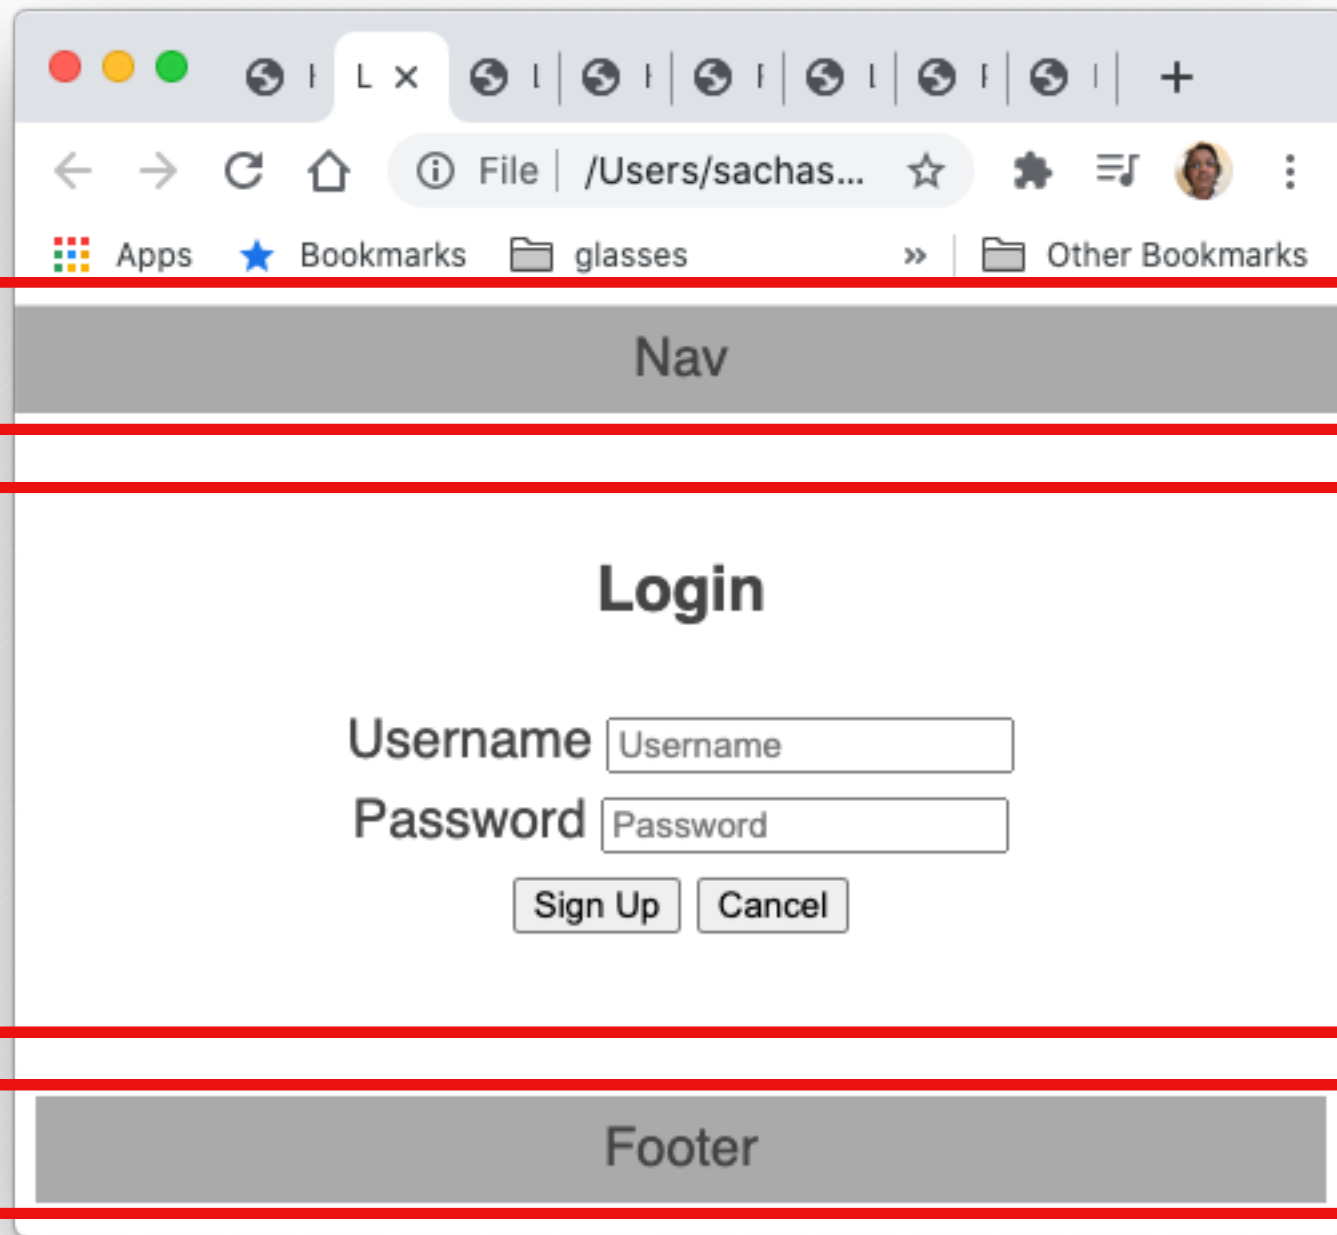 L
File /Users/sachas...
Apps Bookmarks glasses » Other Bookmarks
Nav
Login
Username Username
Password Password
Sign Up Cancel
Footer